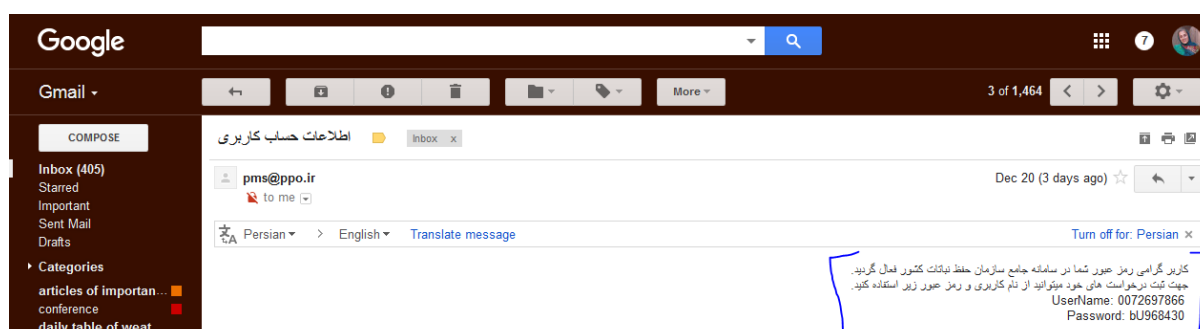 Google
7
Gmail
More
3 of 1,464
COMPOSE
اطلاعات حساب کاربری
Inbox x
Inbox (405)
Starred
Important
Sent Mail
Drafts
Categories
articles of importan...
conference
daily table of weat
pms@ppo.ir
to me
Dec 20 (3 days ago)
Persian > English Translate message
Turn off for: Persian x
کاربر گرامی رمز عبور شما در سامانه جامع سازمان حفظ نباتات کشور فعال گردید.
جهت ثبت درخواست های خود میتوانید از نام کاربری و رمز عبور زیر استفاده کنید.
UserName: 0072697866
Password: bU968430